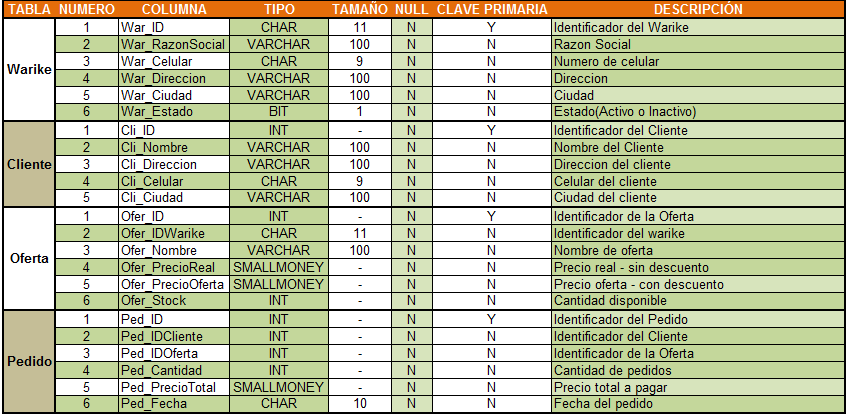 TABLA NUMERO COLUMNA TIPO TAMAÑO NULL CLAVE PRIMARIA DESCRIPCIÓN
Warike
1 War_ID CHAR 11 N Y Identificador del Warike
2 War_RazonSocial VARCHAR 100 N N Razon Social
3 War_Celular CHAR 9 N N Numero de celular
4 War_Direccion VARCHAR 100 N N Direccion
5 War_Ciudad VARCHAR 100 N N Ciudad
6 War_Estado BIT 1 N N Estado(Activo o Inactivo)
Cliente
1 Cli_ID INT - N Y Identificador del Cliente
2 Cli_Nombre VARCHAR 100 N N Nombre del Cliente
3 Cli_Direccion VARCHAR 100 N N Direccion del cliente
4 Cli_Celular CHAR 9 N N Celular del cliente
5 Cli_Ciudad VARCHAR 100 N N Ciudad del cliente
Oferta
1 Ofer_ID INT - N Y Identificador de la Oferta
2 Ofer_IDWarike CHAR 11 N N Identificador del warike
3 Ofer_Nombre VARCHAR 100 N N Nombre de oferta
4 Ofer_PrecioReal SMALLMONEY - N N Precio real - sin descuento
5 Ofer_PrecioOferta SMALLMONEY - N N Precio oferta - con descuento
6 Ofer_Stock INT - N N Cantidad disponible
Pedido
1 Ped_ID INT - N Y Identificador del Pedido
2 Ped_IDCliente INT - N N Identificador del Cliente
3 Ped_IDOferta INT - N N Identificador de la Oferta
4 Ped_Cantidad INT - N N Cantidad de pedidos
5 Ped_PrecioTotal SMALLMONEY - N N Precio total a pagar
6 Ped_Fecha CHAR 10 N N Fecha del pedido